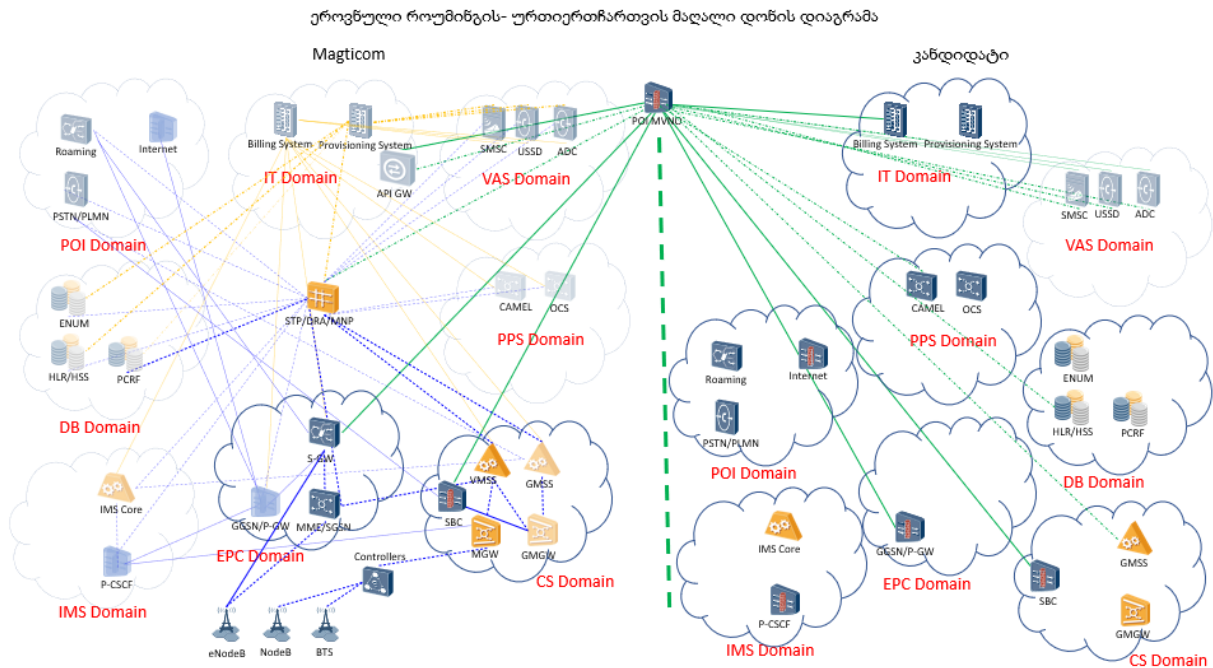 ეროვნული როუმინგის- ურთიერთჩართვის მაღალი დონის დიაგრამა
Magticom
კანდიდატი
Roaming
Internet
PSTN/PLMN
POI Domain
Billing System
Provisioning System
IT Domain
API GW
SMSC
USSD
ADC
VAS Domain
POI MVNO
Billing System
Provisioning System
IT Domain
SMSC
USSD
ADC
VAS Domain
ENUM
HLR/HSS
PCRF
DB Domain
STP/DRA/MNP
CAMEL
OCS
PPS Domain
CAMEL
OCS
PPS Domain
Roaming
Internet
PSTN/PLMN
POI Domain
ENUM
HLR/HSS
PCRF
DB Domain
IMS Core
P-CSCF
IMS Domain
S-GW
GGSN/P-GW
MME/SGSN
EPC Domain
VMSS
GMSS
SBC
MGW
GMGW
CS Domain
Controllers
eNodeB
NodeB
BTS
IMS Core
P-CSCF
IMS Domain
GGSN/P-GW
EPC Domain
GMSS
SBC
GMGW
CS Domain